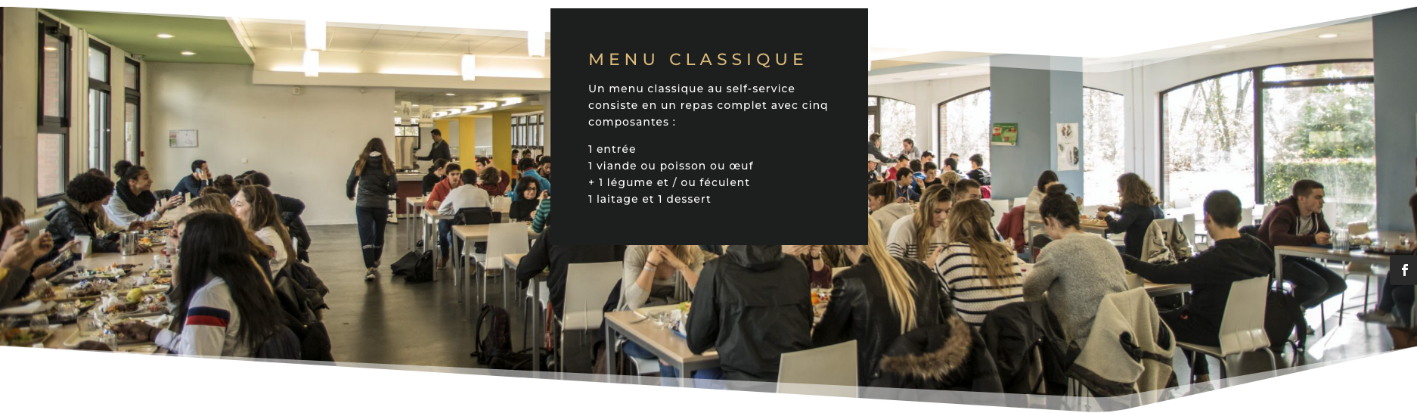 MENU CLASSIQUE
Un menu classique au self-service
consiste en un repas complet avec cinq
composantes :
1 entrée
1 viande ou poisson ou œuf
+ 1 légume et / ou féculent
1 laitage et 1 dessert
f